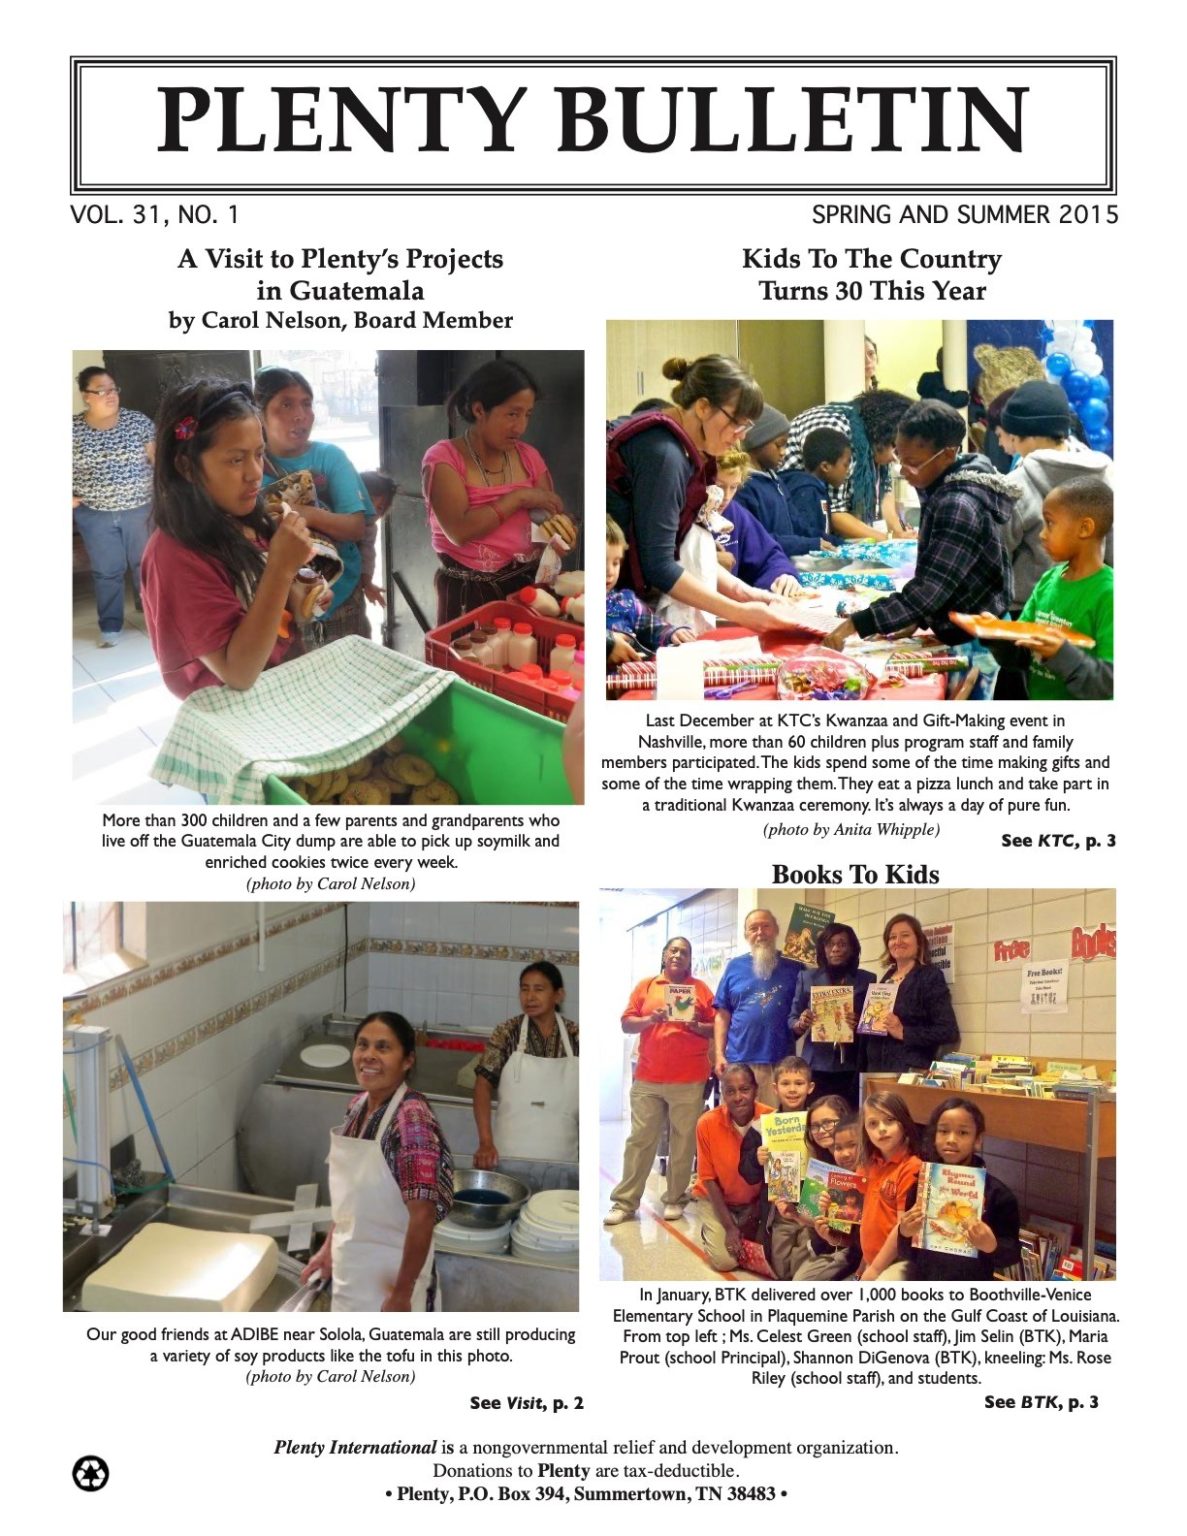 PLENTY BULLETIN
VOL. 31, NO. 1
SPRING AND SUMMER 2015
A Visit to Plenty's Projects
in Guatemala
by Carol Nelson, Board Member
More than 300 children and a few parents and grandparents who
live off the Guatemala City dump are able to pick up soymilk and
enriched cookies twice every week.
(photo by Carol Nelson)
Our good friends at ADIBE near Solola, Guatemala are still producing
a variety of soy products like the tofu in this photo.
(photo by Carol Nelson)
See Visit, p. 2
Kids To The Country
Turns 30 This Year
Last December at KTC's Kwanzaa and Gift-Making event in
Nashville, more than 60 children plus program staff and family
members participated. The kids spend some of the time making gifts and
some of the time wrapping them. They eat a pizza lunch and take part in
a traditional Kwanzaa ceremony. It's always a day of pure fun.
(photo by Anita Whipple)
See KTC, p. 3
Books To Kids
Free Books
Free Books!
PAPER
Born
Yesterday
Flowers
Rhymes
Round
the World
In January, BTK delivered over 1,000 books to Boothville-Venice
Elementary School in Plaquemine Parish on the Gulf Coast of Louisiana.
From top left ; Ms. Celest Green (school staff), Jim Selin (BTK), Maria
Prout (school Principal), Shannon DiGenova (BTK), kneeling: Ms. Rose
Riley (school staff), and students.
See BTK, p. 3
Plenty International is a nongovernmental relief and development organization.
Donations to Plenty are tax-deductible.
• Plenty, P.O. Box 394, Summertown, TN 38483 •